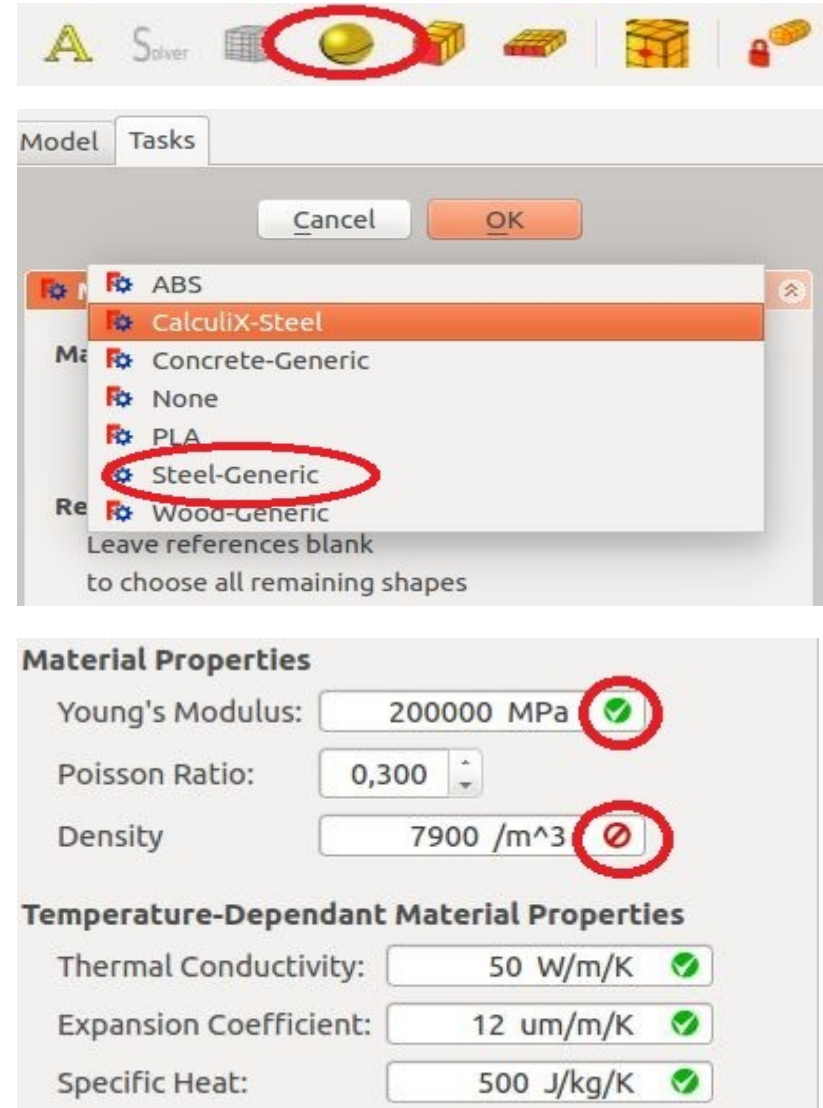 A Solver
Model Tasks
Cancel OK
ABS
CalculiX-Steel
Ma Concrete-Generic
None
PLA
Steel-Generic
Re Wood-Generic
Leave references blank
to choose all remaining shapes
Material Properties
Young's Modulus: 200000 MPa
Poisson Ratio: 0,300
Density 7900 /m^3
Temperature-Dependant Material Properties
Thermal Conductivity: 50 W/m/K
Expansion Coefficient: 12 um/m/K
Specific Heat: 500 J/kg/K